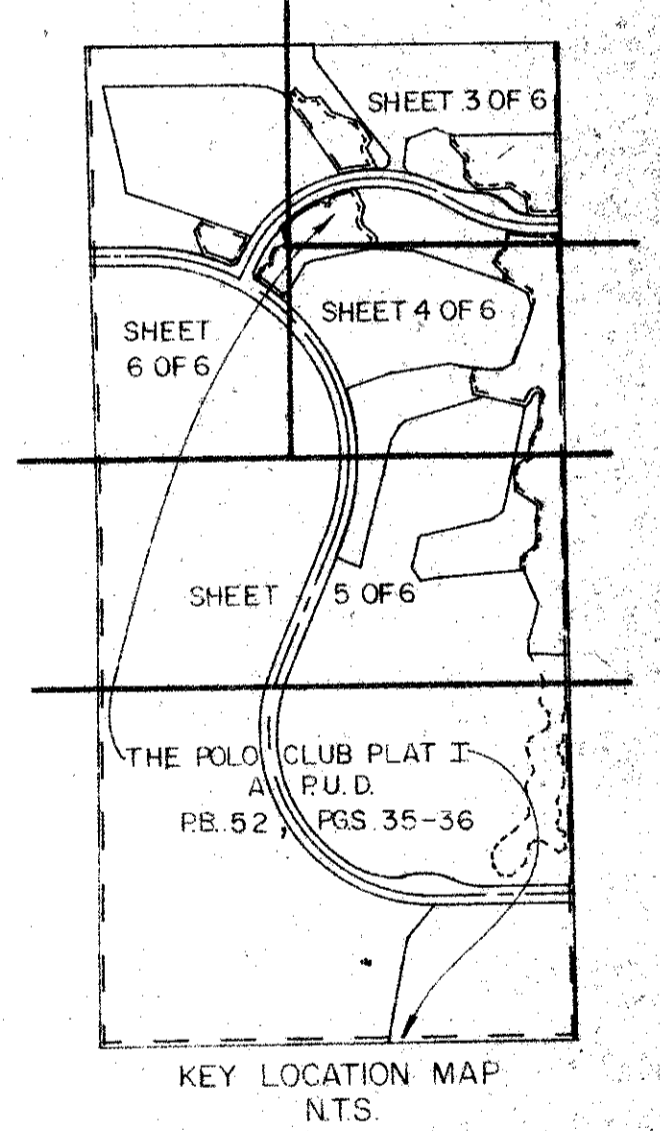 SHEET 3 OF 6
SHEET 4 OF 6
SHEET
6 OF 6
SHEET 5 OF 6
THE POLO CLUB PLAT I
A P.U.D.
P.B. 52, PGS. 35-36
KEY LOCATION MAP
N.T.S.